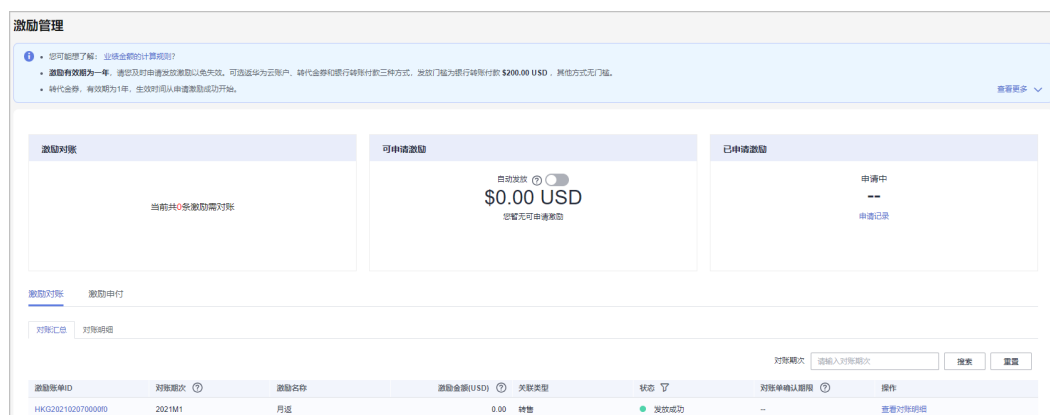 激励管理
您可能想了解： 业绩金额的计算规则?
激励有效期为一年，请您及时申请发放激励以免失效。可选返华为云账户、转代金券和银行转账付款三种方式，发放门槛为银行转账付款 $200.00 USD ，其他方式无门槛。
转代金券，有效期为1年，生效时间从申请激励成功开始。 查看更多
激励对账 可申请激励 已申请激励
当前共0条激励需对账
自动发放
$0.00 USD
您暂无可申请激励
申请中
--
申请记录
激励对账 激励申付
对账汇总 对账明细
对账期次 请输入对账期次 搜索 重置
激励账单ID 对账期次 激励名称 激励金额(USD) 关联类型 状态 对账单确认期限 操作
HKG202102070000f0 2021M1 月返 0.00 转售 发放成功 -- 查看对账明细